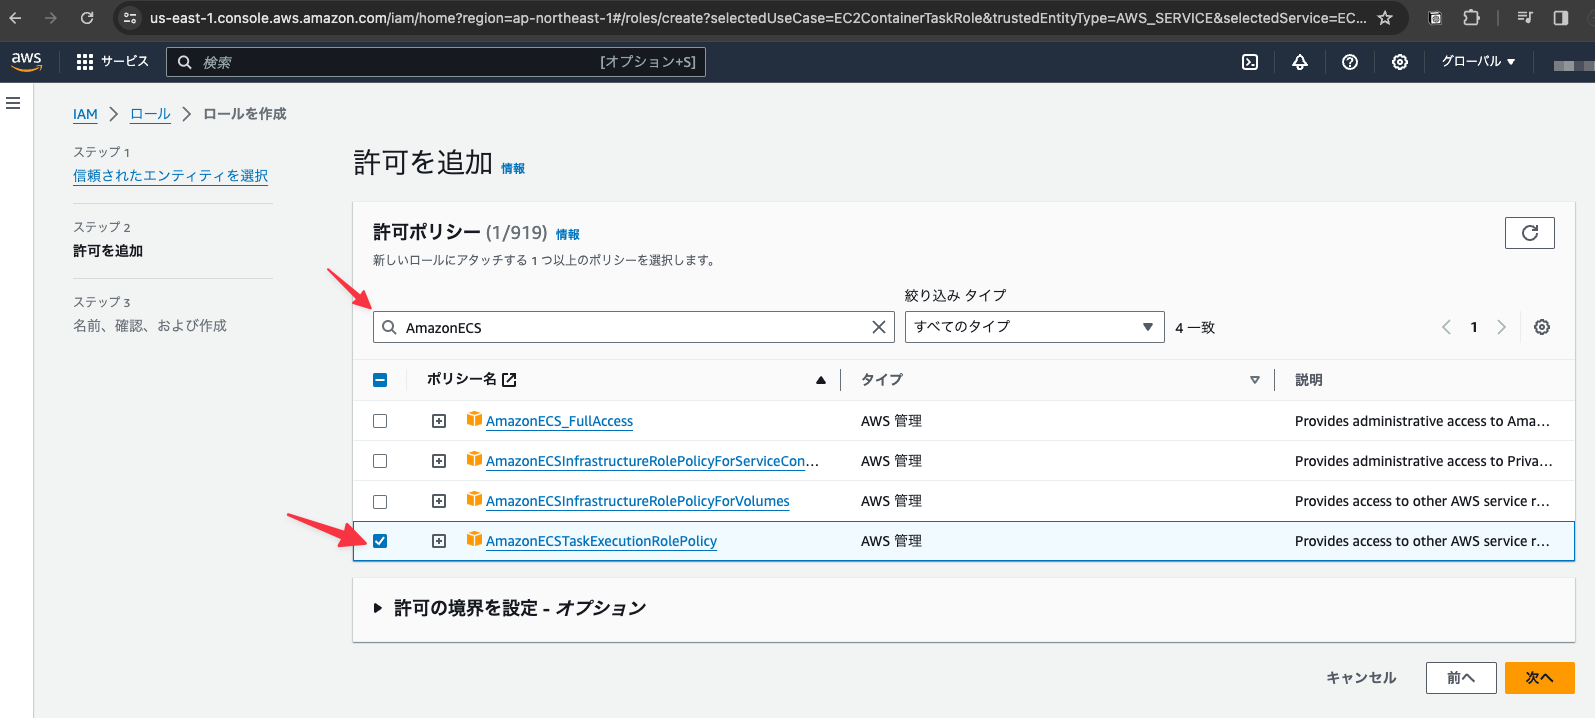 us-east-1.console.aws.amazon.com/iam/home?region=ap-northeast-1#/roles/create?selectedUseCase=EC2ContainerTaskRole&trustedEntityType=AWS_SERVICE&selectedService=EC...
aws サービス 検索 [オプション+S] グローバル
IAM ロール ロールを作成
ステップ 1
信頼されたエンティティを選択
ステップ 2
許可を追加
ステップ 3
名前、確認、および作成
許可を追加 情報
許可ポリシー (1/919) 情報
新しいロールにアタッチする 1 つ以上のポリシーを選択します。
絞り込み タイプ
AmazonECS すべてのタイプ 4 一致 1
ポリシー名 タイプ 説明
AmazonECS_FullAccess AWS 管理 Provides administrative access to Ama...
AmazonECSInfrastructureRolePolicyForServiceCon... AWS 管理 Provides administrative access to Priva...
AmazonECSInfrastructureRolePolicyForVolumes AWS 管理 Provides access to other AWS service r...
AmazonECSTaskExecutionRolePolicy AWS 管理 Provides access to other AWS service r...
許可の境界を設定 - オプション
キャンセル 前へ 次へ